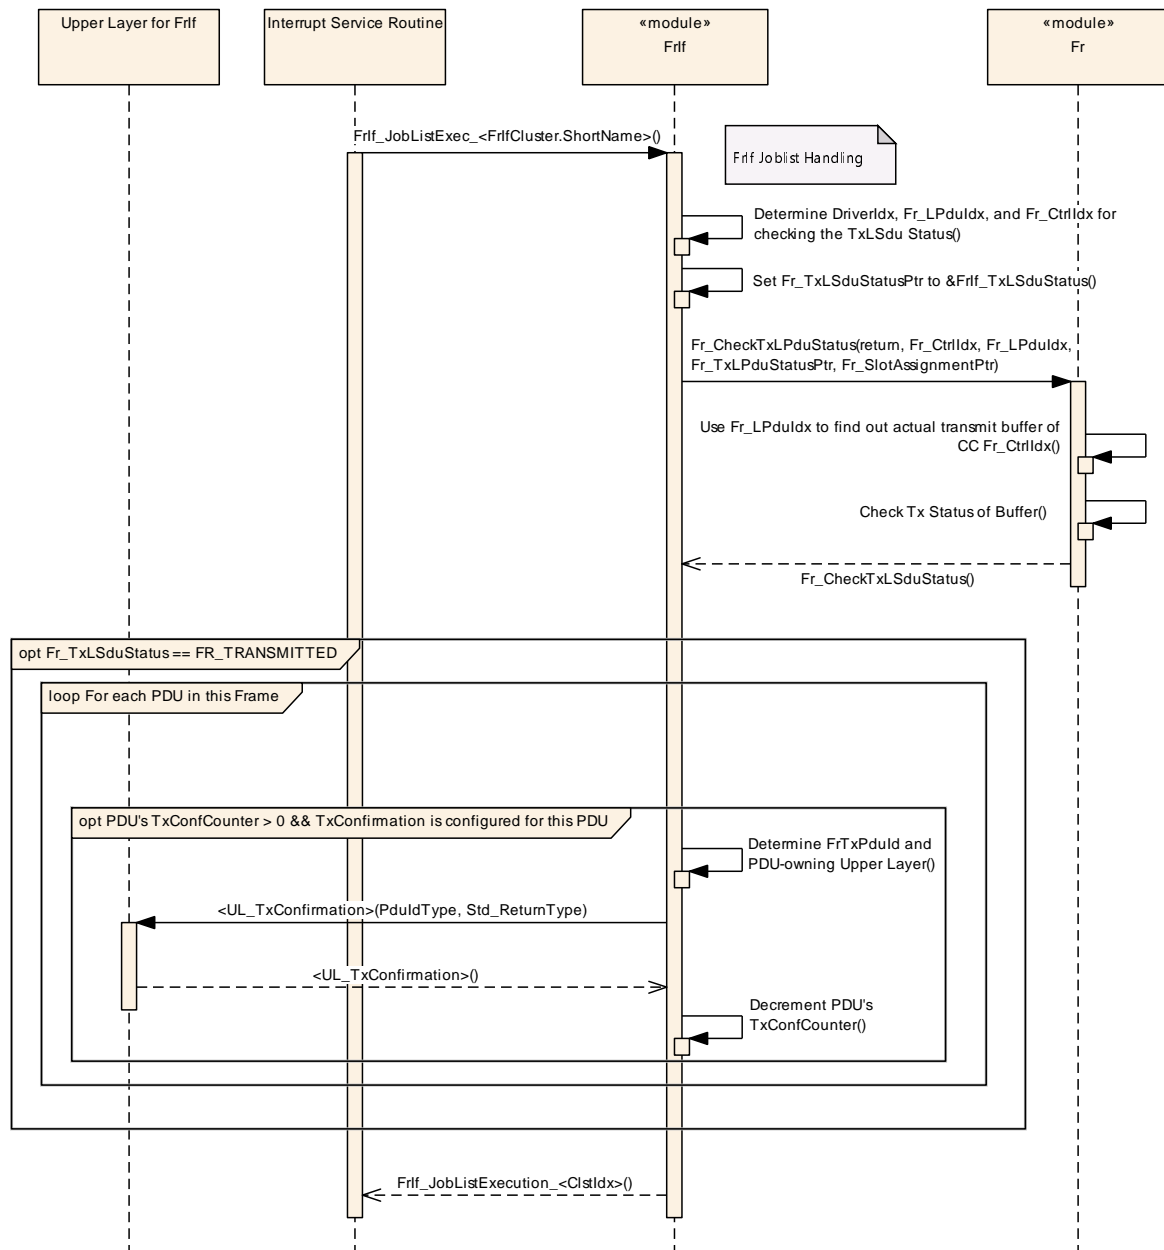 Upper Layer for FrIf
Interrupt Service Routine
«module»
FrIf
«module»
Fr
FrIf_JobListExec_<FrIfCluster.ShortName>()
FrIf Joblist Handling
Determine DriverIdx, Fr_LPduIdx, and Fr_CtrlIdx for
checking the TxLSdu Status()
Set Fr_TxLSduStatusPtr to &FrIf_TxLSduStatus()
Fr_CheckTxLPduStatus(return, Fr_CtrlIdx, Fr_LPduIdx,
Fr_TxLPduStatusPtr, Fr_SlotAssignmentPtr)
Use Fr_LPduIdx to find out actual transmit buffer of
CC Fr_CtrlIdx()
Check Tx Status of Buffer()
Fr_CheckTxLSduStatus()
opt Fr_TxLSduStatus == FR_TRANSMITTED
loop For each PDU in this Frame
opt PDU's TxConfCounter > 0 && TxConfirmation is configured for this PDU
Determine FrTxPduId and
PDU-owning Upper Layer()
<UL_TxConfirmation>(PduIdType, Std_ReturnType)
<UL_TxConfirmation>()
Decrement PDU's
TxConfCounter()
FrIf_JobListExecution_<ClstIdx>()